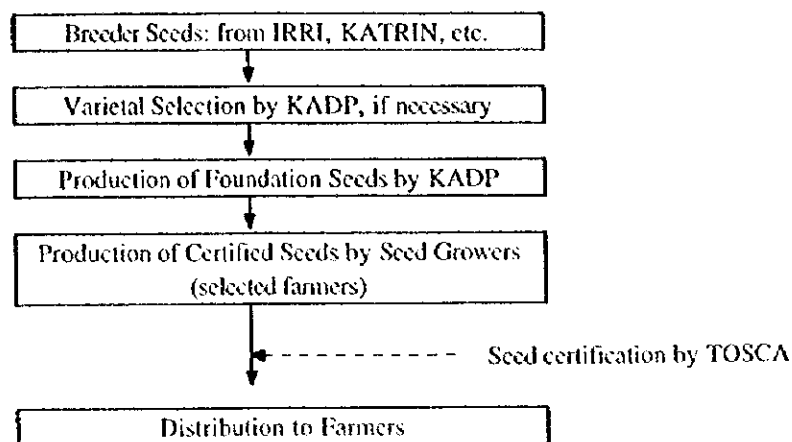 Breeder Seeds: from IRRI, KATRIN, etc.
Varietal Selection by KADP, if necessary
Production of Foundation Seeds by KADP
Production of Certified Seeds by Seed Growers
(selected farmers)
Seed certification by TOSCA
Distribution to Farmers